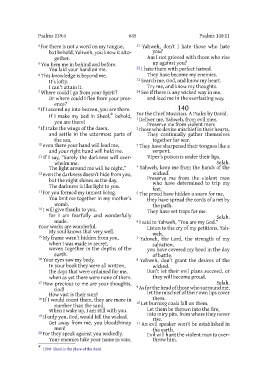 Psalms 139:4
645
Psalms 140:11
4 For there is not a word on my tongue,
but behold, Yahweh, you know it alto-
gether.
5 You hem me in behind and before.
You laid your hand on me.
6 This knowledge is beyond me.
It's lofty.
I can't attain it.
7 Where could I go from your Spirit?
Or where could I flee from your pres-
ence?
8 If I ascend up into heaven, you are there.
If I make my bed in Sheol, behold,
you are there!
9 If I take the wings of the dawn,
and settle in the uttermost parts of
the sea,
10 even there your hand will lead me,
and your right hand will hold me.
11 If I say, "Surely the darkness will over-
whelm me.
The light around me will be night,"
12 even the darkness doesn't hide from you,
but the night shines as the day.
The darkness is like light to you.
13 For you formed my inmost being.
You knit me together in my mother's
womb.
14 I will give thanks to you,
for I am fearfully and wonderfully
made.
Your works are wonderful.
My soul knows that very well.
15 My frame wasn't hidden from you,
when I was made in secret,
woven together in the depths of the
earth.
16 Your eyes saw my body.
In your book they were all written,
the days that were ordained for me,
when as yet there were none of them.
17 How precious to me are your thoughts,
God!
How vast is their sum!
18 If I would count them, they are more in
number than the sand.
When I wake up, I am still with you.
19 If only you, God, would kill the wicked.
Get away from me, you bloodthirsty
men!
20 For they speak against you wickedly.
Your enemies take your name in vain.
21 Yahweh, don't I hate those who hate
you?
Am I not grieved with those who rise
up against you?
22 I hate them with perfect hatred.
They have become my enemies.
23 Search me, God, and know my heart.
Try me, and know my thoughts.
24 See if there is any wicked way in me,
and lead me in the everlasting way.
140
For the Chief Musician. A Psalm by David.
1 Deliver me, Yahweh, from evil men.
Preserve me from violent men:
2 those who devise mischief in their hearts.
They continually gather themselves
together for war.
3 They have sharpened their tongues like a
serpent.
Viper's poison is under their lips.
Selah.
4 Yahweh, keep me from the hands of the
wicked.
Preserve me from the violent men
who have determined to trip my
feet.
5 The proud have hidden a snare for me,
they have spread the cords of a net by
the path.
They have set traps for me.
Selah.
6 I said to Yahweh, "You are my God."
Listen to the cry of my petitions, Yah-
weh.
7 Yahweh, the Lord, the strength of my
salvation,
you have covered my head in the day
of battle.
8 Yahweh, don't grant the desires of the
wicked.
Don't let their evil plans succeed, or
they will become proud.
Selah.
9 As for the head of those who surround me,
let the mischief of their own lips cover
them.
10 Let burning coals fall on them.
Let them be thrown into the fire,
into miry pits, from where they never
rise.
11 An evil speaker won't be established in
the earth.
Evil will hunt the violent man to over-
throw him.
139:8 Sheol is the place of the dead